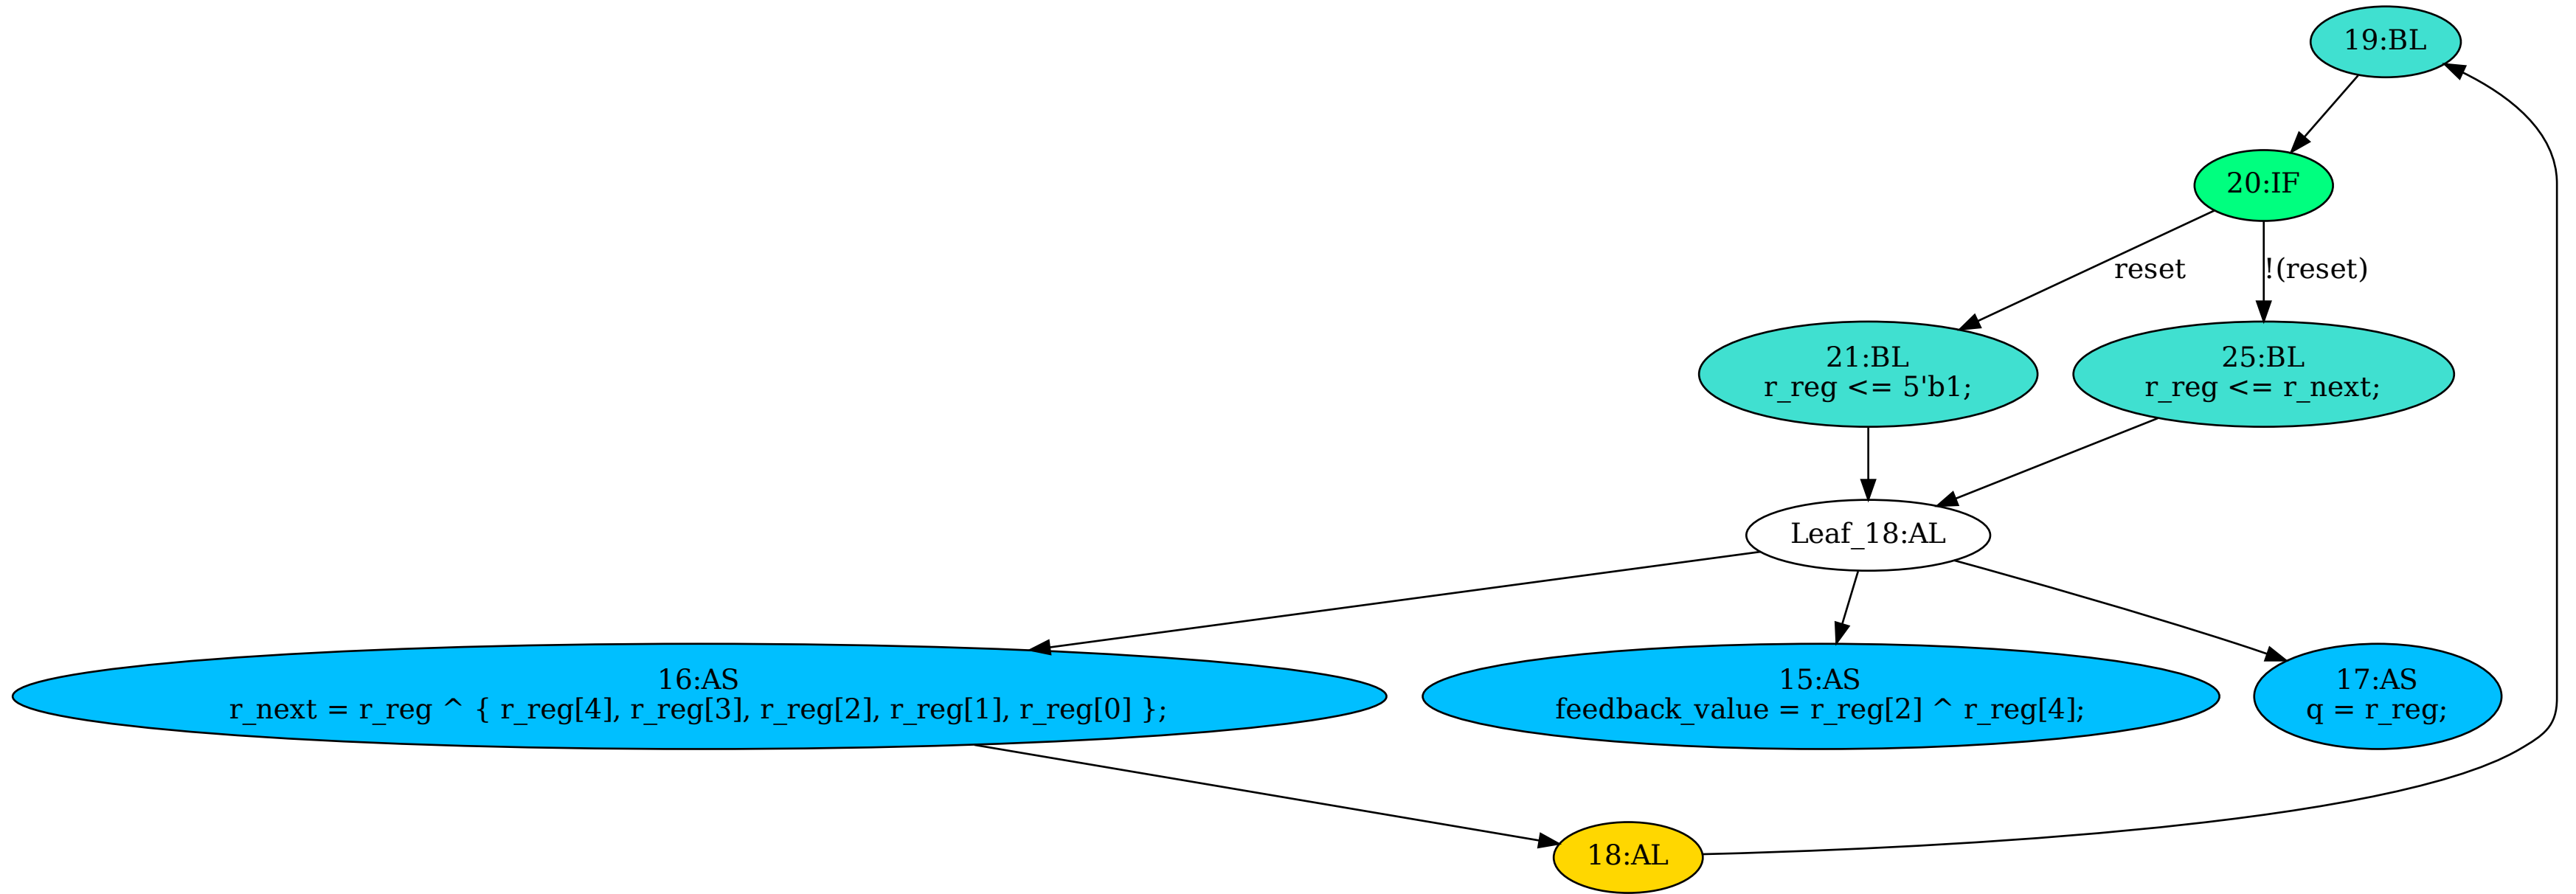 19:BL
20:IF
reset
!(reset)
21:BL
r_reg <= 5'b1;
25:BL
r_reg <= r_next;
Leaf_18:AL
16:AS
r_next = r_reg ^ { r_reg[4], r_reg[3], r_reg[2], r_reg[1], r_reg[0] };
15:AS
feedback_value = r_reg[2] ^ r_reg[4];
17:AS
q = r_reg;
18:AL